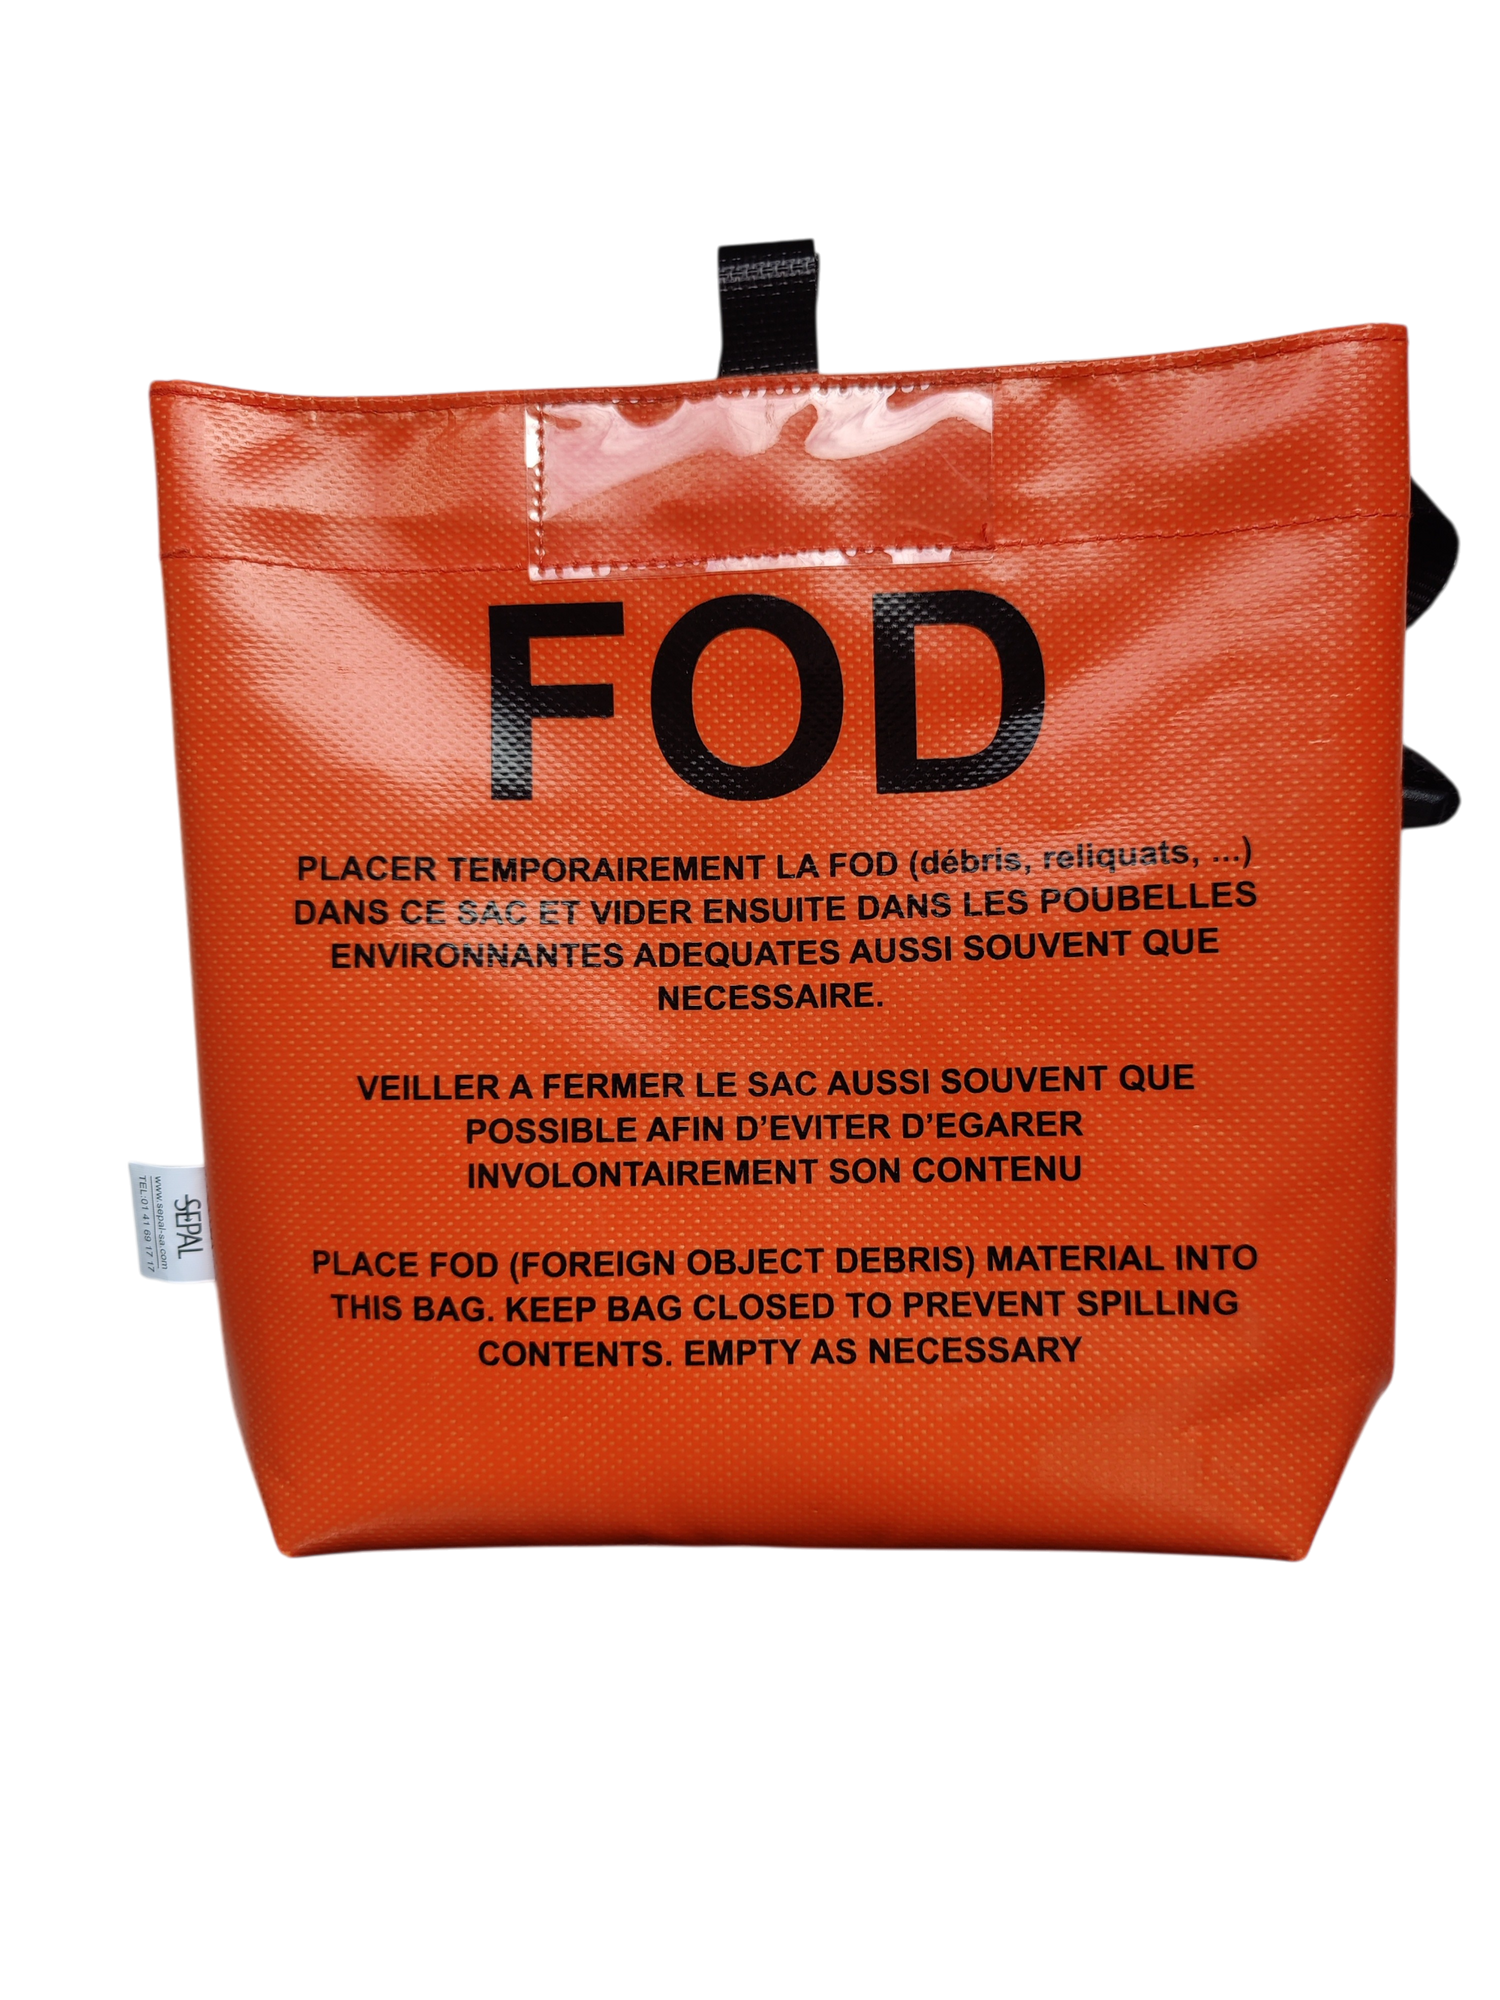 FOD
PLACER TEMPORAIREMENT LA FOD (débris, reliquats, ...)
DANS CE SAC ET VIDER ENSUITE DANS LES POUBELLES
ENVIRONNANTES ADEQUATES AUSSI SOUVENT QUE
NECESSAIRE.
VEILLER A FERMER LE SAC AUSSI SOUVENT QUE
POSSIBLE AFIN D’EVITER D’EGARER
INVOLONTAIREMENT SON CONTENU
PLACE FOD (FOREIGN OBJECT DEBRIS) MATERIAL INTO
THIS BAG. KEEP BAG CLOSED TO PREVENT SPILLING
CONTENTS. EMPTY AS NECESSARY
SEPAL
www.sepal-sa.com
TEL:01 41 69 17 17